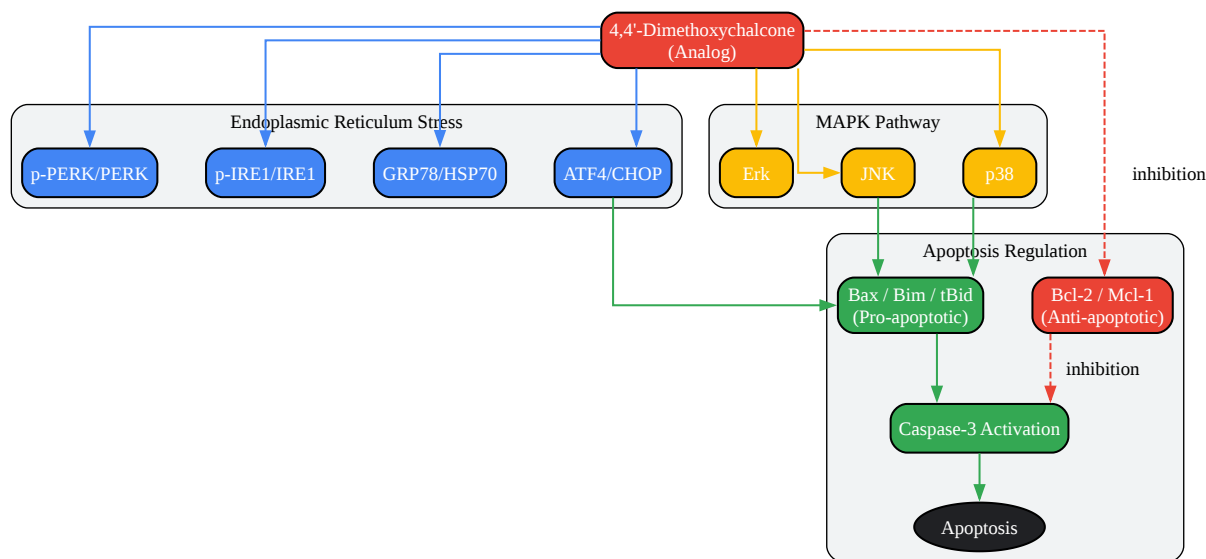 4,4'-Dimethoxychalcone
(Analog)
Endoplasmic Reticulum Stress
MAPK Pathway
p-PERK/PERK
p-IRE1/IRE1
GRP78/HSP70
ATF4/CHOP
Erk
JNK
p38
inhibition
Apoptosis Regulation
Bax / Bim / tBid
(Pro-apoptotic)
Bcl-2 / Mcl-1
(Anti-apoptotic)
inhibition
Caspase-3 Activation
Apoptosis